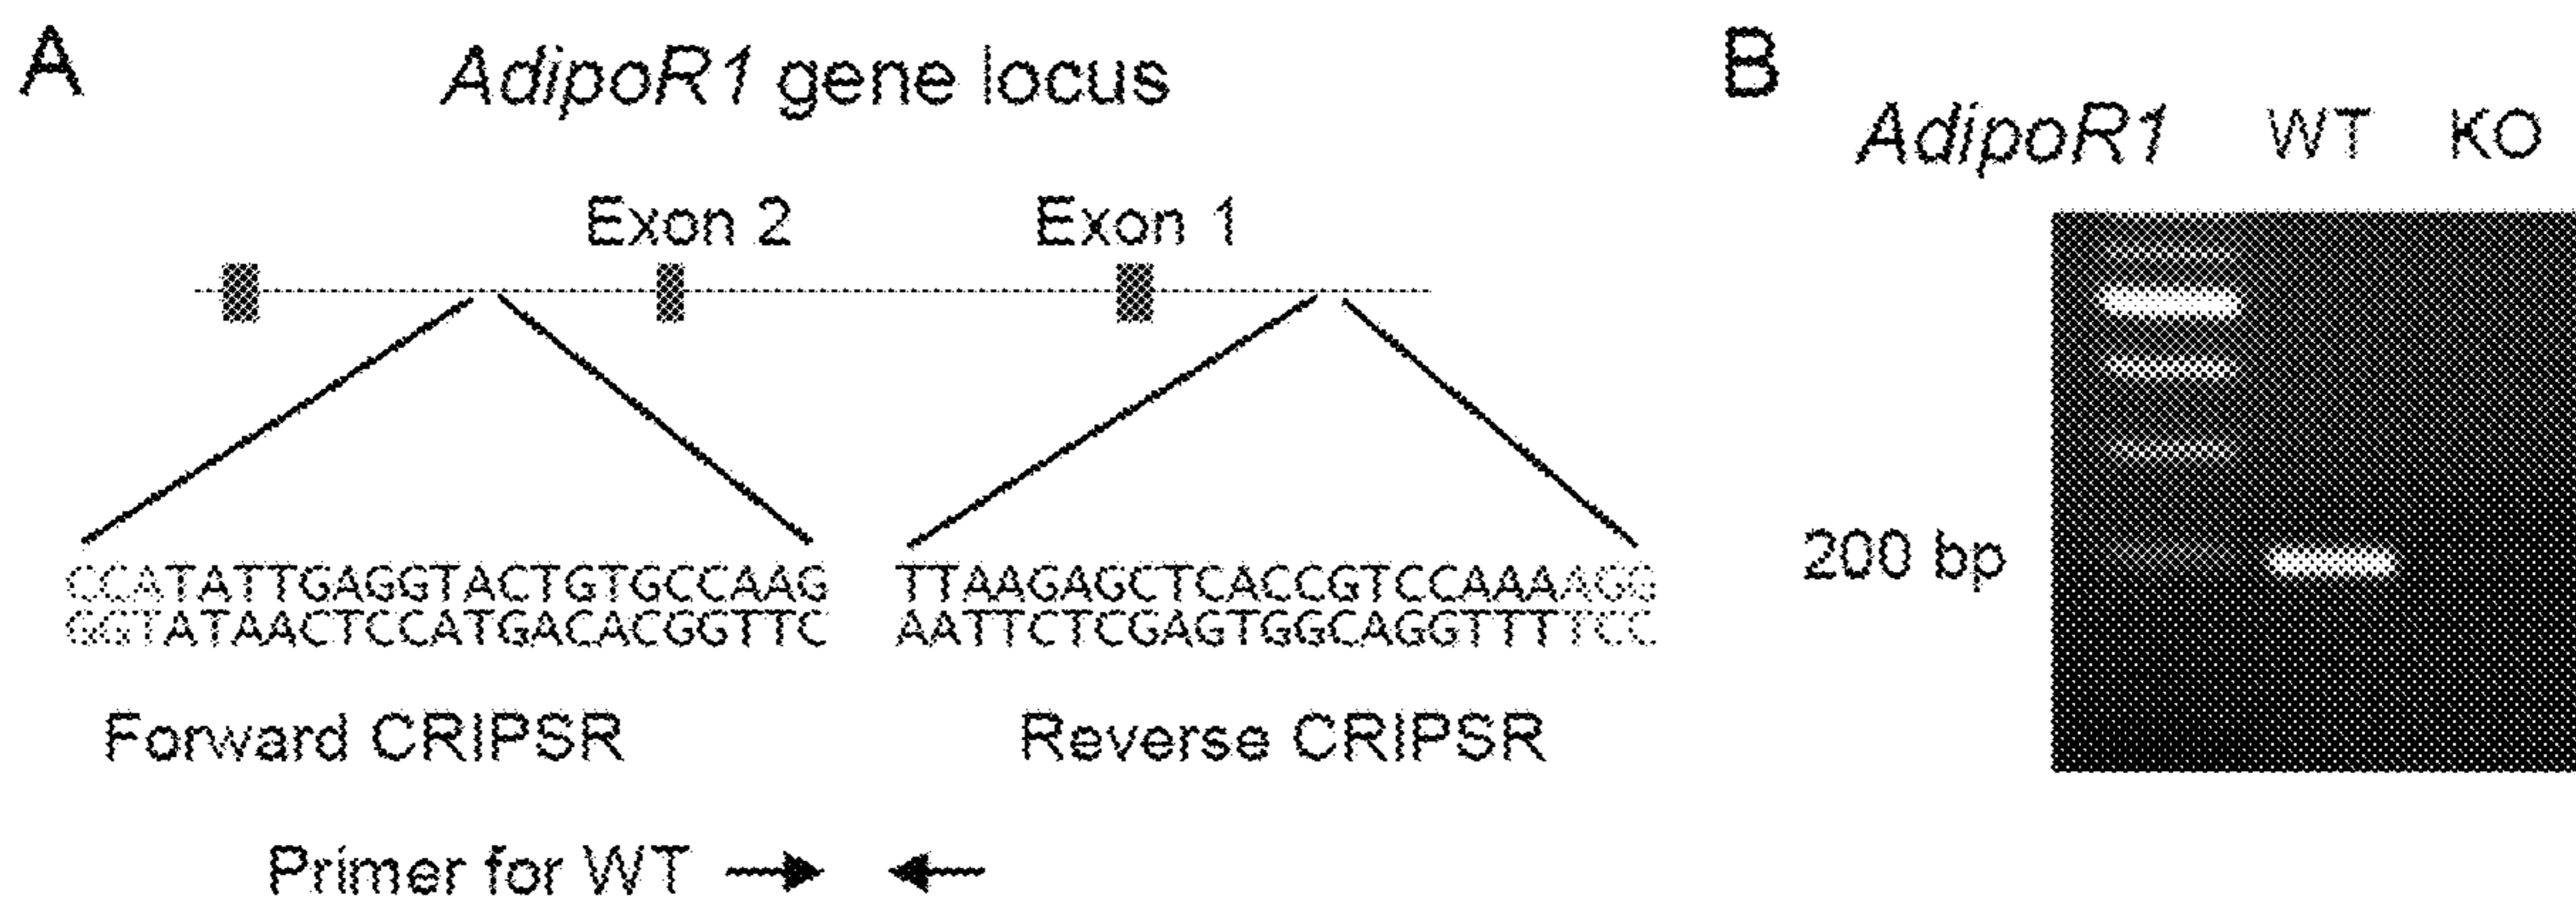 A
AdipoR1 gene locus
Exon 2 Exon 1
CCATATTGAGGTACTGTGCCAAG
GGTATAACTCCATGACACGGTTC
TTAAGAGCTCACCGTCCAAAAGG
AATTCTCGAGTGGCAGGTTTTCC
Forward CRIPSR
Reverse CRIPSR
Primer for WT
B
AdipoR1 WT KO
200 bp